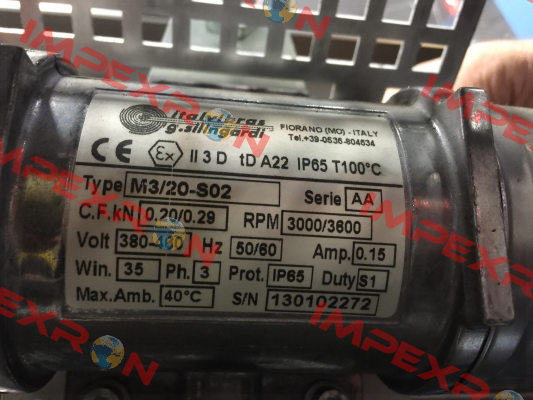 italvibras
g.silingardi
FIORANO (MO) - ITALY
Tel.+39-0536-804634
CE Ex II 3 D tD A22 IP65 T100°C
Type M3/20-S02 Serie AA
C.F.kN 0.20/0.29 RPM 3000/3600
Volt Hz 50/60 Amp. 0.15
Win. 35 Ph. 3 Prot. IP65 Duty S1
Max.Amb. 40°C S/N 130102272
IMPEXRON
IMPEXRON
IMPEXRON
IMPEXRON